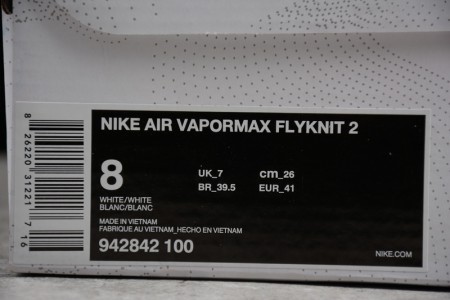 NIKE AIR VAPORMAX FLYKNIT 2
8
UK_7 cm_26
BR_39.5 EUR_41
WHITE/WHITE
BLANC/BLANC
MADE IN VIETNAM
FABRIQUE AU VIETNAM_HECHO EN VIETNAM
942842 100
NIKE.COM
8 26220 31221 7 16